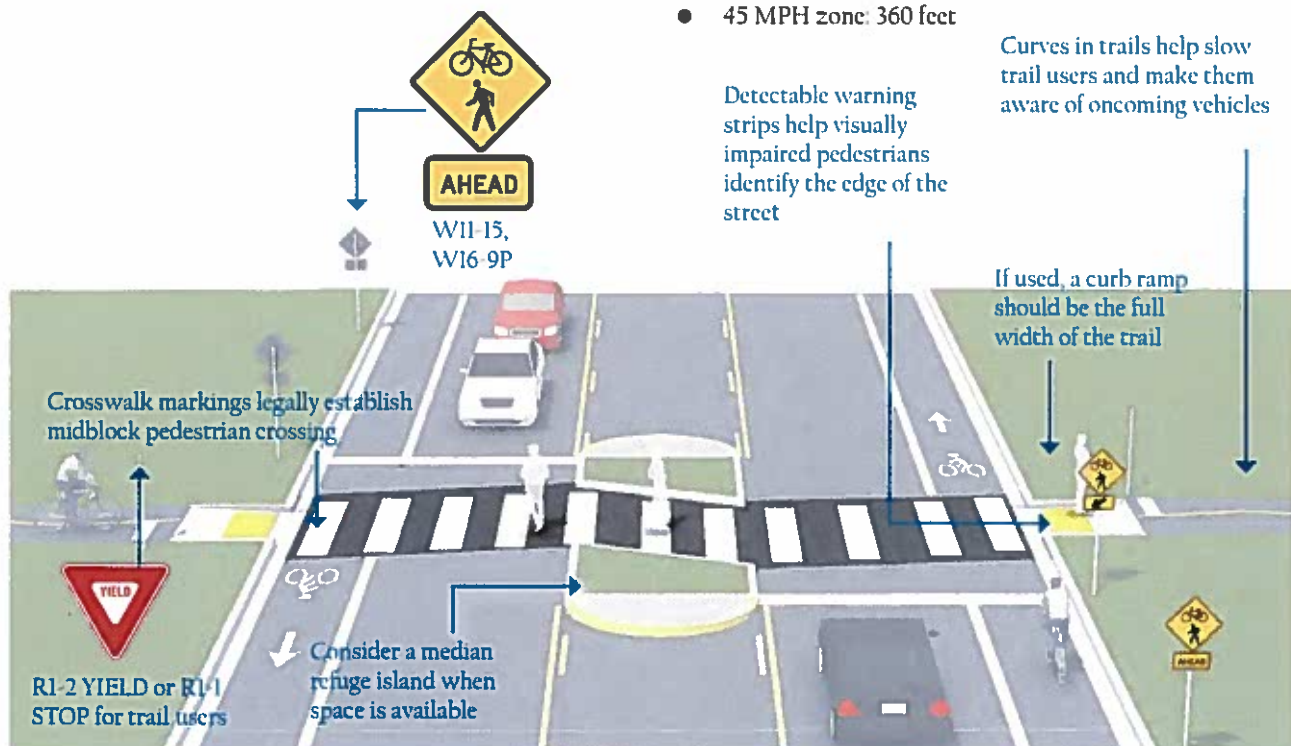 ● 45 MPH zone: 360 feet
Curves in trails help slow
trail users and make them
aware of oncoming vehicles
Detectable warning
strips help visually
impaired pedestrians
identify the edge of the
street
AHEAD
W11-15,
W16-9P
If used, a curb ramp
should be the full
width of the trail
Crosswalk markings legally establish
midblock pedestrian crossing
YIELD
R1-2 YIELD or R1-1
STOP for trail users
Consider a median
refuge island when
space is available
AHEAD